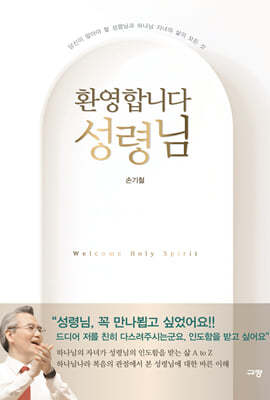 당신이 알아야 할 성령님과 하나님 자녀의 삶의 모든 것
환영합니다
성령님
손기철
Welcome Holy Spirit
"성령님, 꼭 만나뵙고 싶었어요!!
드디어 저를 친히 다스려주시는군요, 인도함을 받고 싶어요"
하나님의 자녀가 성령님의 인도함을 받는 삶 A to Z
하나님나라 복음의 관점에서 본 성령님에 대한 바른 이해
규장